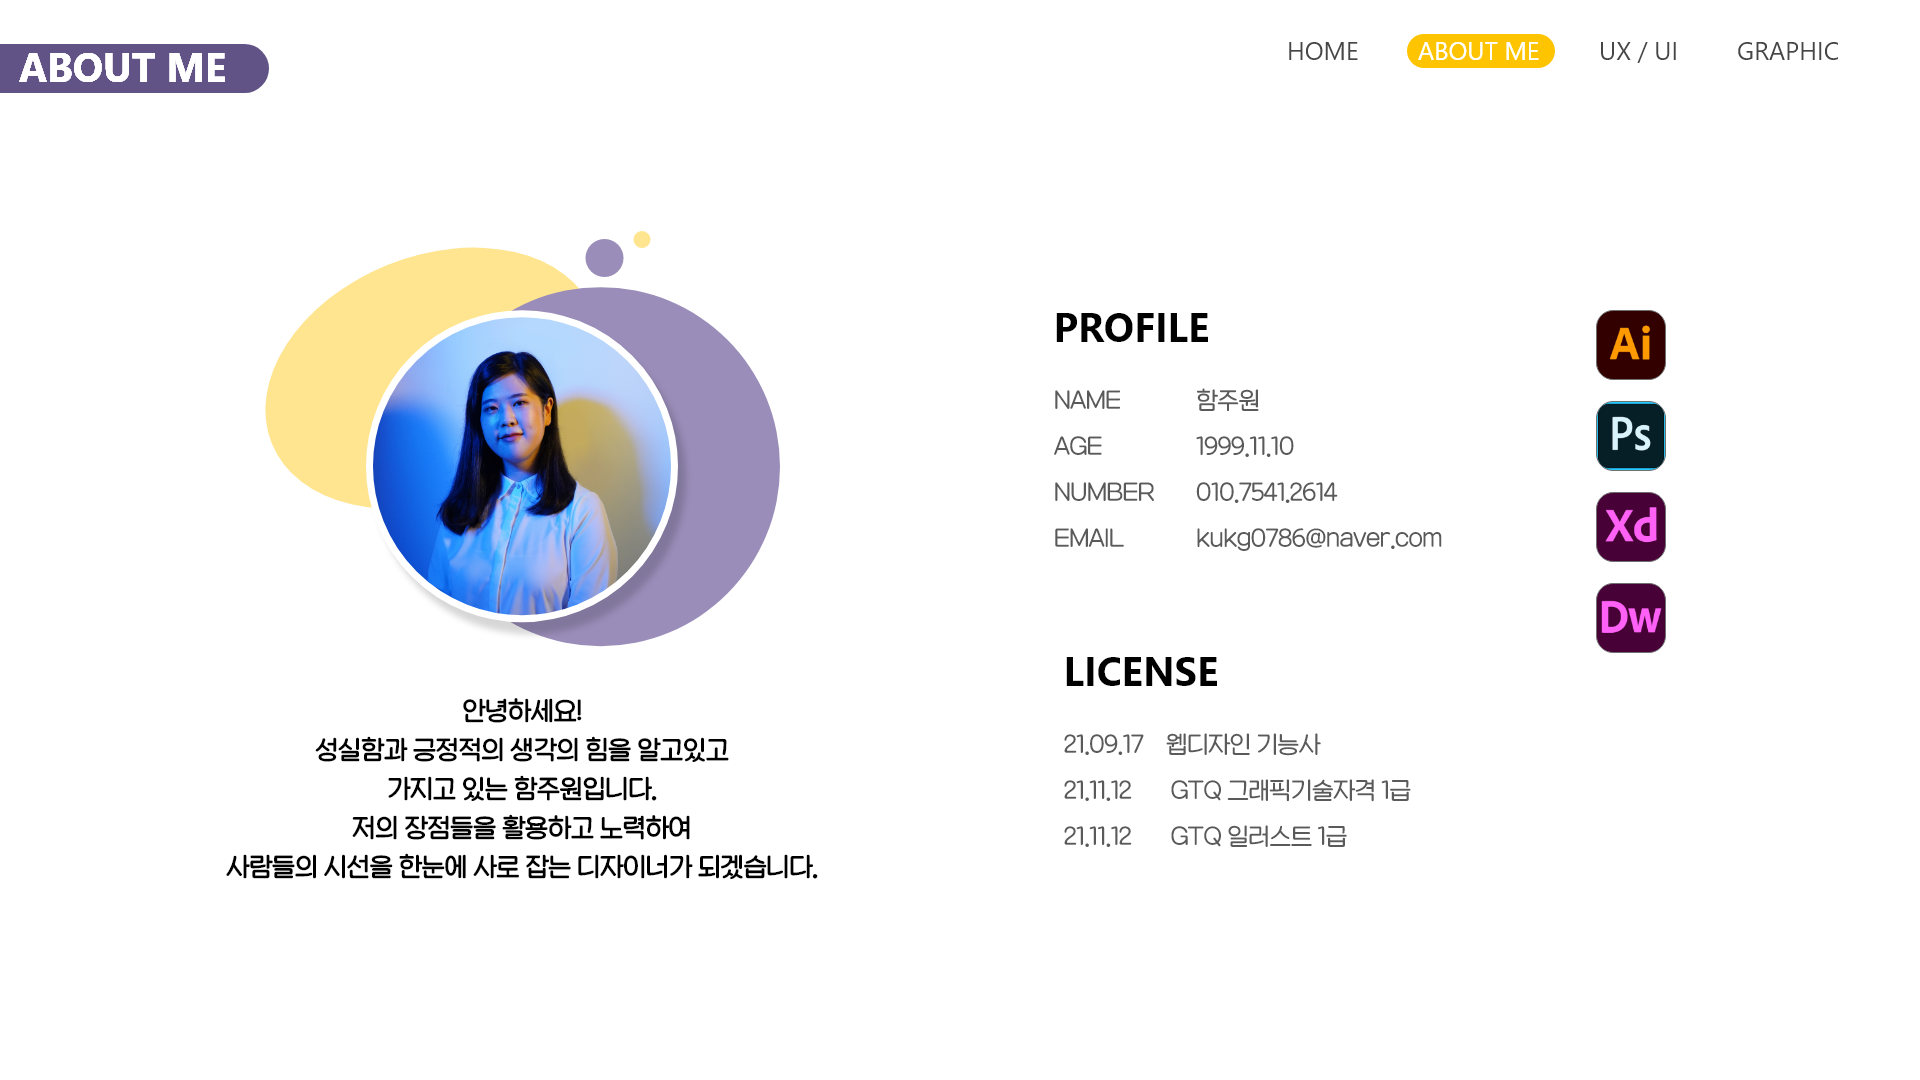 ABOUT ME
HOME ABOUT ME UX / UI GRAPHIC
안녕하세요!
성실함과 긍정적의 생각의 힘을 알고있고
가지고 있는 함주원입니다.
저의 장점들을 활용하고 노력하여
사람들의 시선을 한눈에 사로 잡는 디자이너가 되겠습니다.
PROFILE
NAME 함주원
AGE 1999.11.10
NUMBER 010.7541.2614
EMAIL kukg0786@naver.com
Ai
Ps
Xd
Dw
LICENSE
21.09.17 웹디자인 기능사
21.11.12 GTQ 그래픽기술자격 1급
21.11.12 GTQ 일러스트 1급